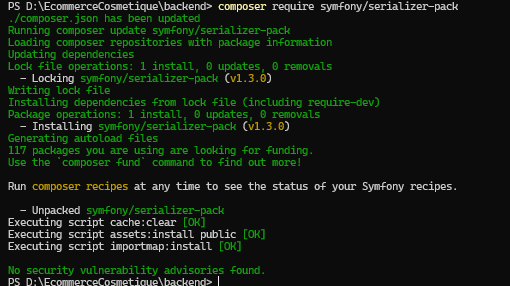 PS D:\EcommerceCosmetique\backend> composer require symfony/serializer-pack
./composer.json has been updated
Running composer update symfony/serializer-pack
Loading composer repositories with package information
Updating dependencies
Lock file operations: 1 install, 0 updates, 0 removals
  - Locking symfony/serializer-pack (v1.3.0)
Writing lock file
Installing dependencies from lock file (including require-dev)
Package operations: 1 install, 0 updates, 0 removals
  - Installing symfony/serializer-pack (v1.3.0)
Generating autoload files
117 packages you are using are looking for funding.
Use the `composer fund` command to find out more!

Run composer recipes at any time to see the status of your Symfony recipes.

  - Unpacked symfony/serializer-pack
Executing script cache:clear [OK]
Executing script assets:install public [OK]
Executing script importmap:install [OK]

No security vulnerability advisories found.
PS D:\EcommerceCosmetique\backend>